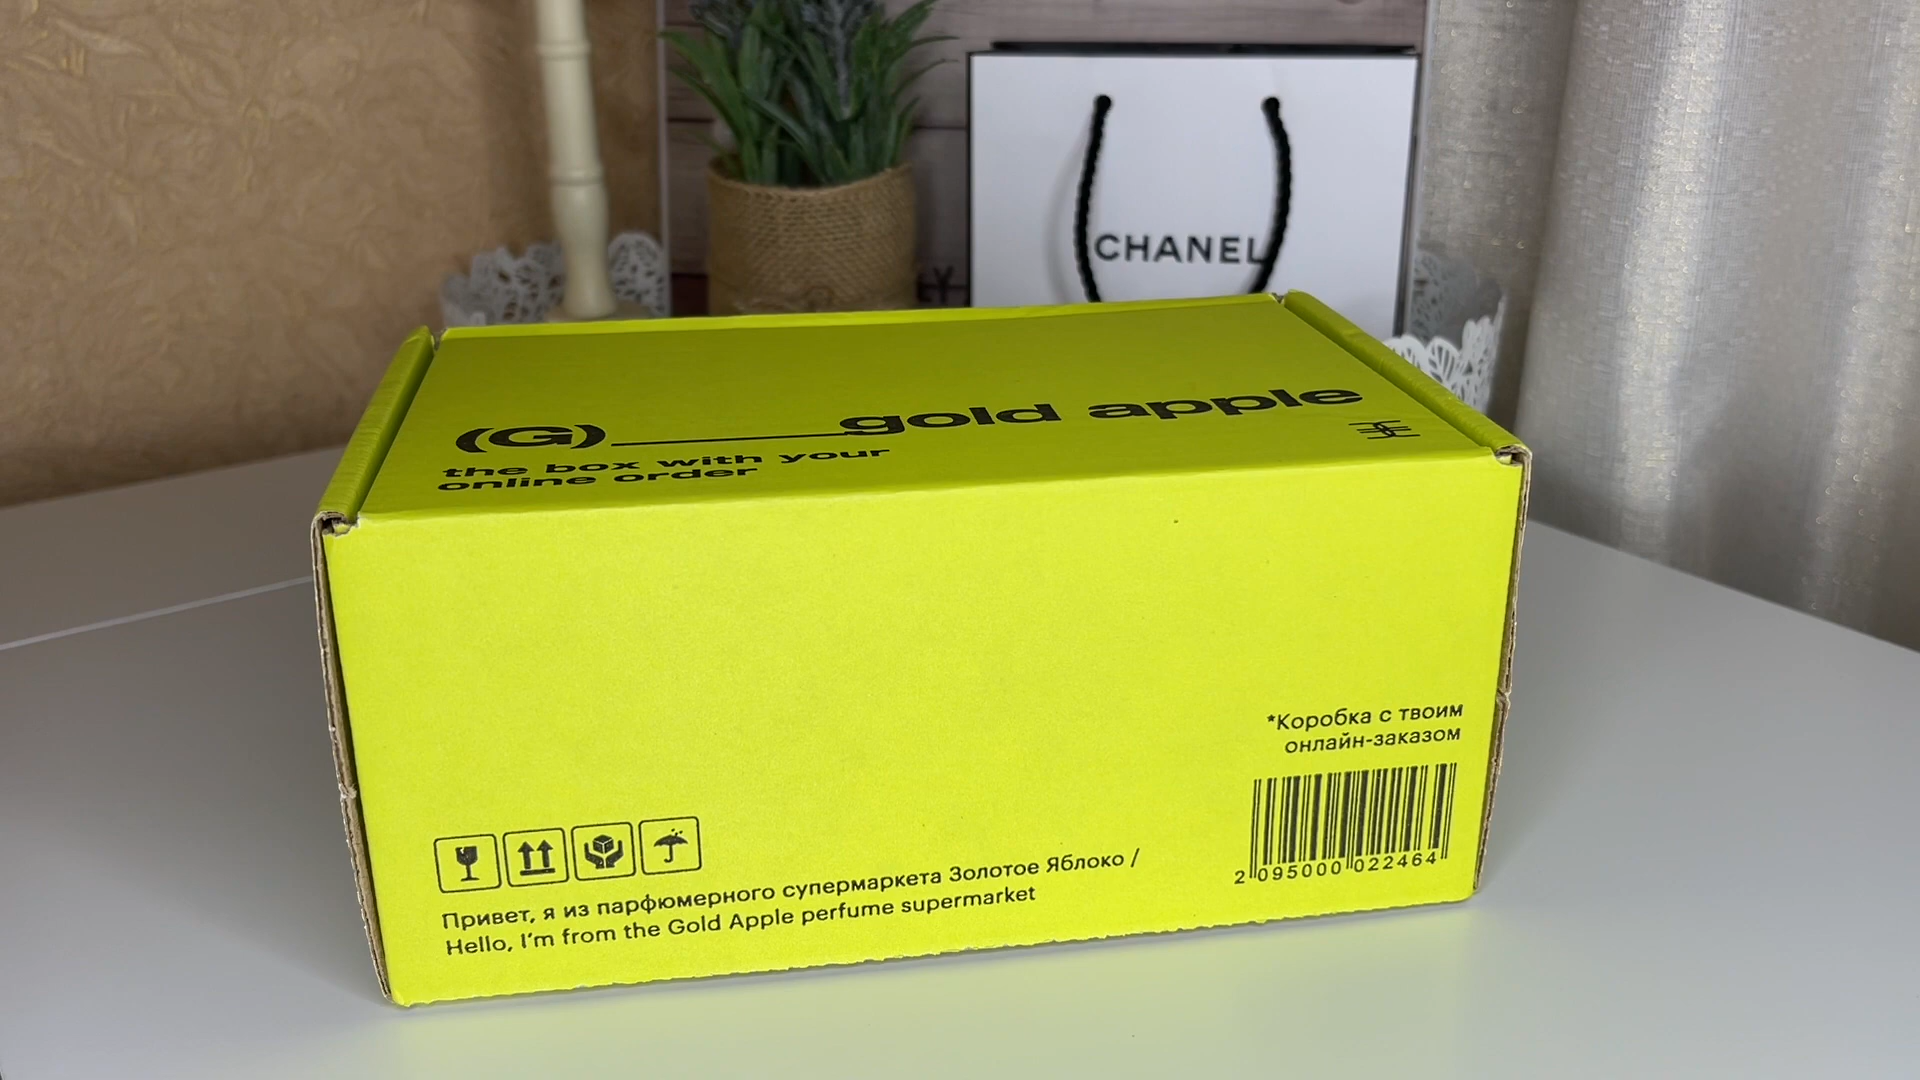 CHANEL
(G)________gold apple
the box with your
online order
*Коробка с твоим
онлайн-заказом
2 095000 022464
Привет, я из парфюмерного супермаркета Золотое Яблоко /
Hello, I'm from the Gold Apple perfume supermarket